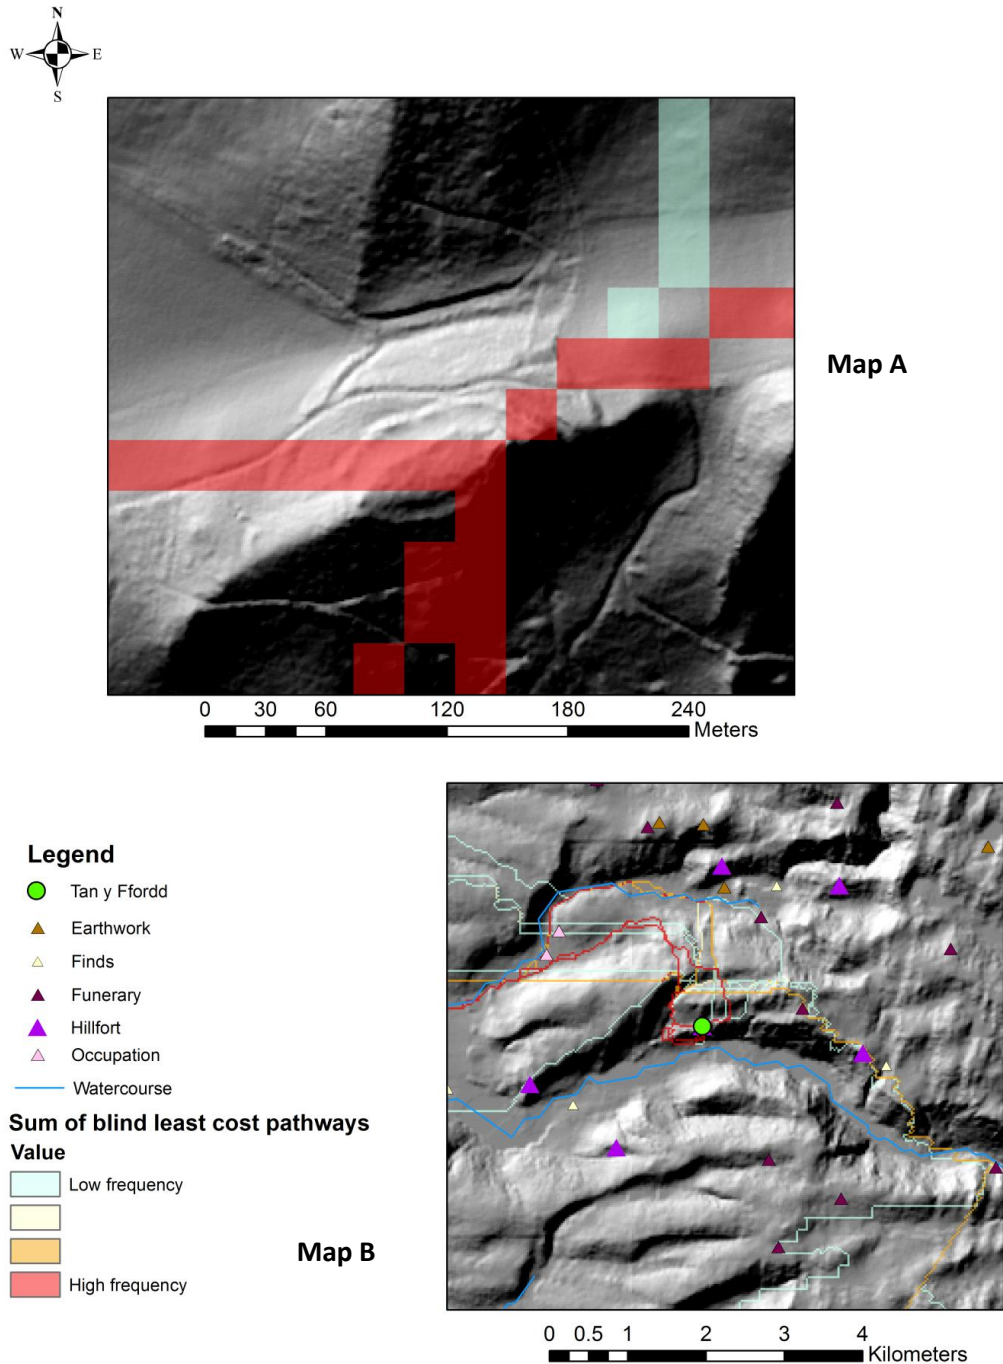 N
W E
S
Map A
0 30 60 120 180 240
Meters
Legend
Tan y Ffordd
Earthwork
Finds
Funerary
Hillfort
Occupation
Watercourse
Sum of blind least cost pathways
Value
Low frequency
High frequency
Map B
0 0.5 1 2 3 4
Kilometers